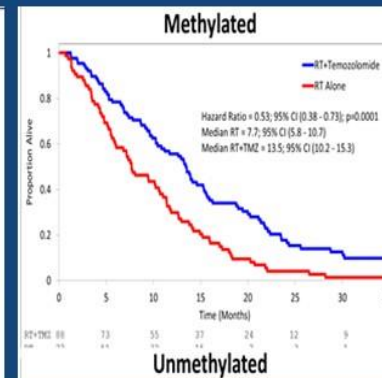 Methylated
1
RT+Temozolomide
RT Alone
0.8
Hazard Ratio = 0.53; 95% CI (0.38 - 0.73); p=0.0001
Median RT = 7.7; 95% CI (5.8 - 10.7)
Median RT+TMZ = 13.5; 95% CI (10.2 - 15.3)
Proportion Alive
0.6
0.4
0.2
0
0 5 10 15 20 25 30
Time (Months)
RT+TMZ 88 73 55 37 24 12 9
Unmethylated